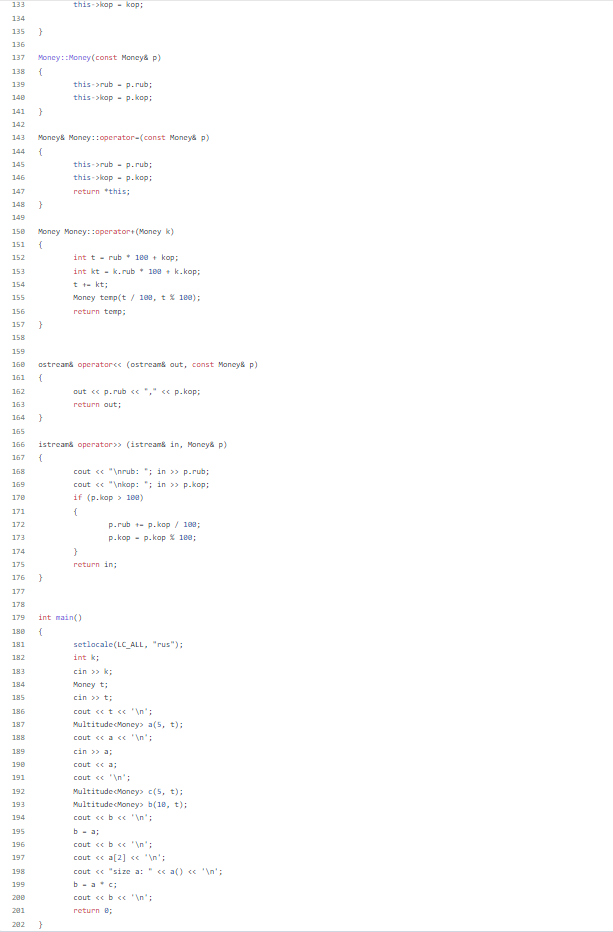 133 this->kop = kop;
134
135 }
136
137 Money::Money(const Money& p)
138 {
139 this->rub = p.rub;
140 this->kop = p.kop;
141 }
142
143 Money& Money::operator=(const Money& p)
144 {
145 this->rub = p.rub;
146 this->kop = p.kop;
147 return *this;
148 }
149
150 Money Money::operator+(Money k)
151 {
152 int t = rub * 100 + kop;
153 int kt = k.rub * 100 + k.kop;
154 t += kt;
155 Money temp(t / 100, t % 100);
156 return temp;
157 }
158
159
160 ostream& operator<< (ostream& out, const Money& p)
161 {
162 out << p.rub << "," << p.kop;
163 return out;
164 }
165
166 istream& operator>> (istream& in, Money& p)
167 {
168 cout << "\nrub: "; in >> p.rub;
169 cout << "\nkop: "; in >> p.kop;
170 if (p.kop > 100)
171 {
172 p.rub += p.kop / 100;
173 p.kop = p.kop % 100;
174 }
175 return in;
176 }
177
178
179 int main()
180 {
181 setlocale(LC_ALL, "rus");
182 int k;
183 cin >> k;
184 Money t;
185 cin >> t;
186 cout << t << '\n';
187 Multitude<Money> a(5, t);
188 cout << a << '\n';
189 cin >> a;
190 cout << a;
191 cout << '\n';
192 Multitude<Money> c(5, t);
193 Multitude<Money> b(10, t);
194 cout << b << '\n';
195 b = a;
196 cout << b << '\n';
197 cout << a[2] << '\n';
198 cout << "size a: " << a() << '\n';
199 b = a * c;
200 cout << b << '\n';
201 return 0;
202 }